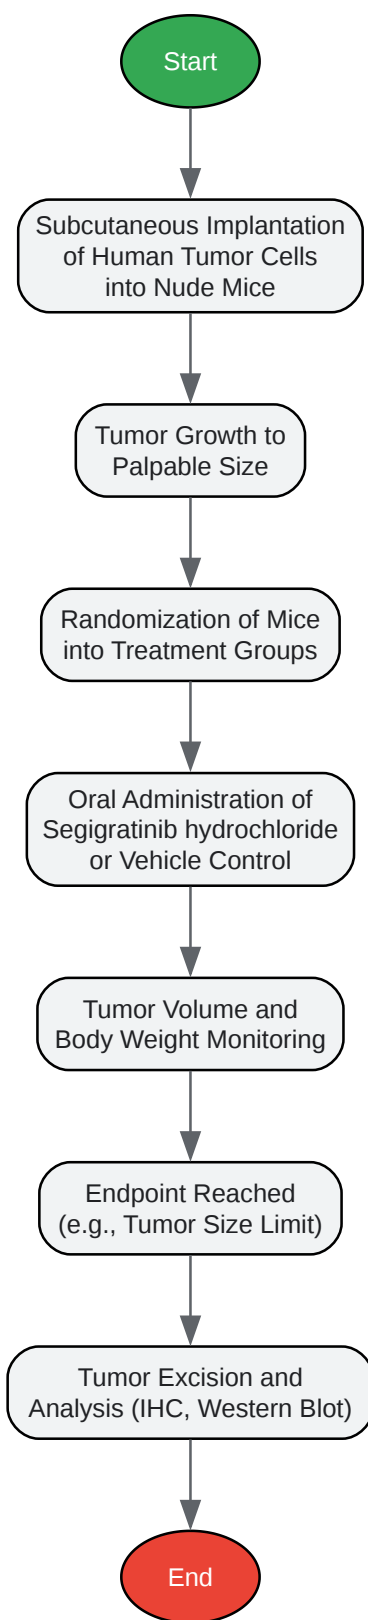 Start
Subcutaneous Implantation
of Human Tumor Cells
into Nude Mice
Tumor Growth to
Palpable Size
Randomization of Mice
into Treatment Groups
Oral Administration of
Segigratinib hydrochloride
or Vehicle Control
Tumor Volume and
Body Weight Monitoring
Endpoint Reached
(e.g., Tumor Size Limit)
Tumor Excision and
Analysis (IHC, Western Blot)
End